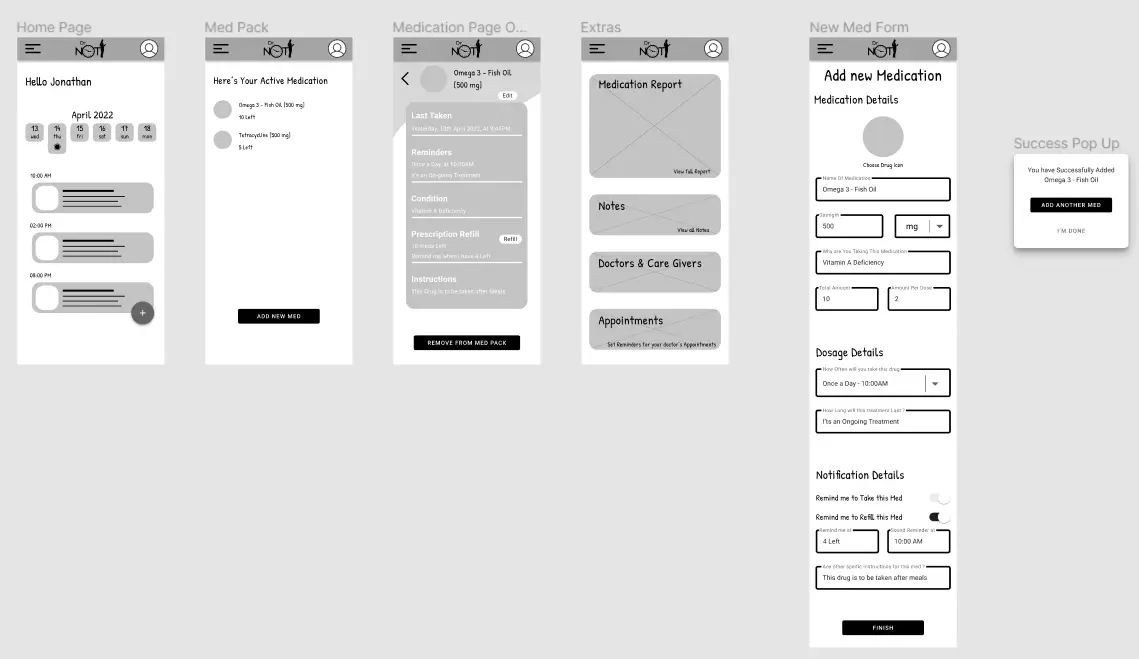 Home Page
Dr
NOTI
Hello Jonathan
April 2022
13 14 15 16 17 18
wed thu fri sat sun mon
10:00 AM
02:00 PM
08:00 PM
+
Med Pack
Dr
NOTI
Here's Your Active Medication
Omega 3 - Fish Oil (500 mg)
10 Left
Tetracycline (500 mg)
5 Left
ADD NEW MED
Medication Page O...
Dr
NOTI
Omega 3 - Fish Oil
(500 mg)
Edit
Last Taken
Yesterday, 13th April 2022, at 9:45PM
Reminders
Once a Day at 10:00AM
It's an Ongoing Treatment
Condition
Vitamin A Deficiency
Prescription Refill
Refill
10 meds Left
Remind me when I have 4 Left
Instructions
This Drug is to be taken after Meals
REMOVE FROM MED PACK
Extras
Dr
NOTI
Medication Report
View Full Report
Notes
View all Notes
Doctors & Care Givers
Appointments
Set Reminders for your doctor's Appointments
New Med Form
Dr
NOTI
Add new Medication
Medication Details
Choose Drug Icon
Name Of Medication
Omega 3 - Fish Oil
Strength
500
mg
Why are You Taking This Medication
Vitamin A Deficiency
Total Amount
10
Amount Per Dose
2
Dosage Details
How Often will you take this drug
Once a Day - 10:00AM
How Long will this treatment Last ?
I'ts an Ongoing Treatment
Notification Details
Remind me to Take this Med
Remind me to Refill this Med
Remind me at
4 Left
Sound Reminder at
10:00 AM
Any other instructions for this med ?
This drug is to be taken after meals
FINISH
Success Pop Up
You have Successfully Added
Omega 3 - Fish Oil
ADD ANOTHER MED
I'M DONE